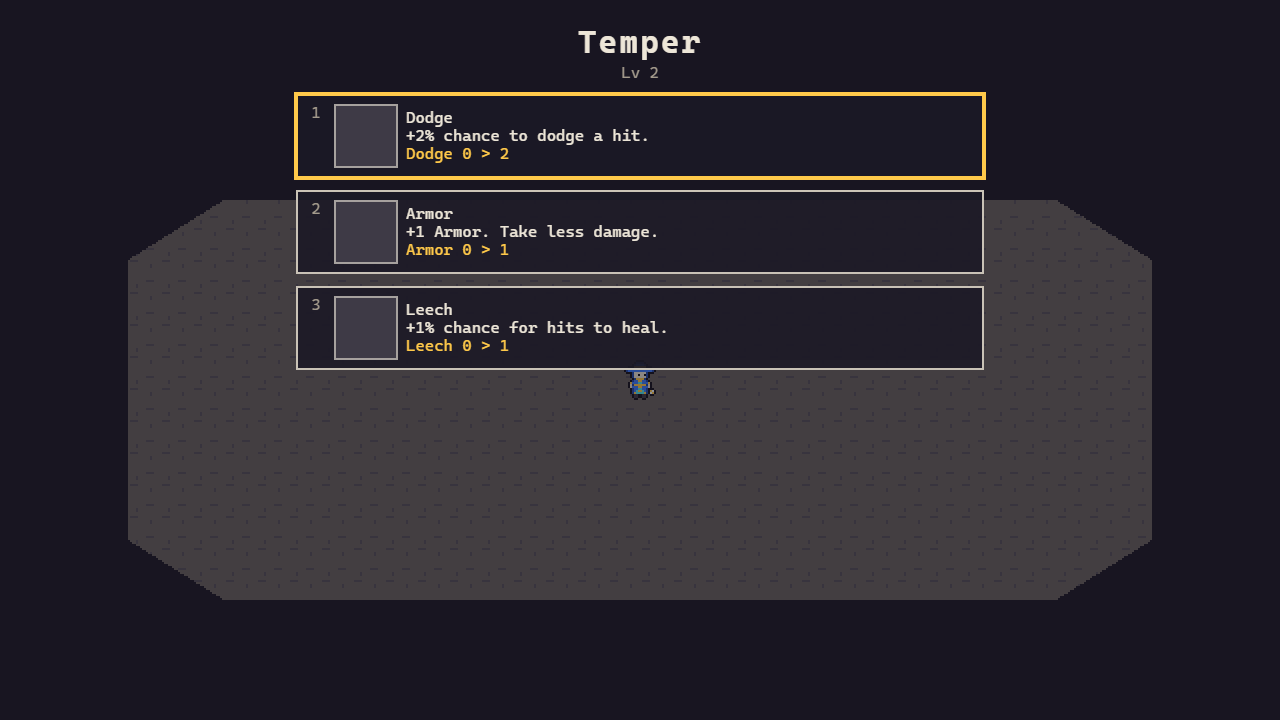 Temper
Lv 2
1
Dodge
+2% chance to dodge a hit.
Dodge 0 > 2
2
Armor
+1 Armor. Take less damage.
Armor 0 > 1
3
Leech
+1% chance for hits to heal.
Leech 0 > 1